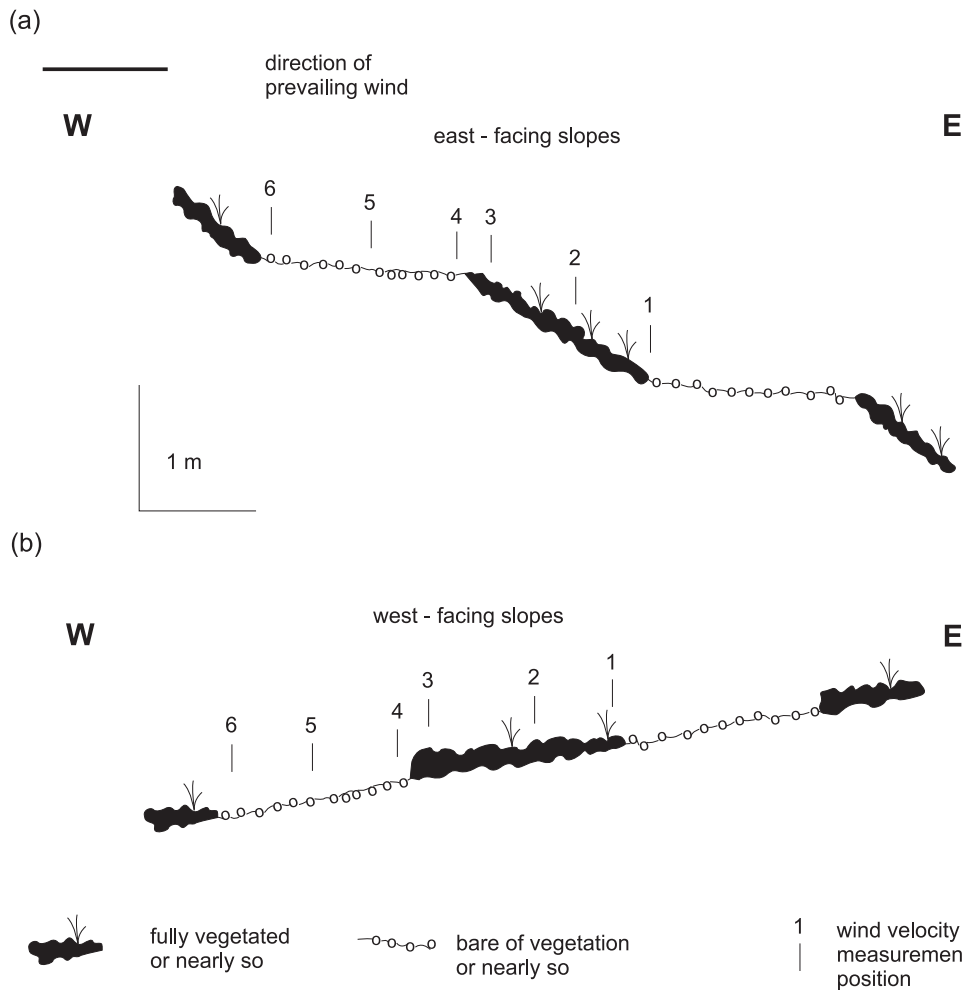 (a)
direction of
prevailing wind
W
E
east - facing slopes
6
5
4
3
2
1
1 m
(b)
west - facing slopes
W
E
6
5
4
3
2
1
fully vegetated
or nearly so
bare of vegetation
or nearly so
1
wind velocity
measuremen
position